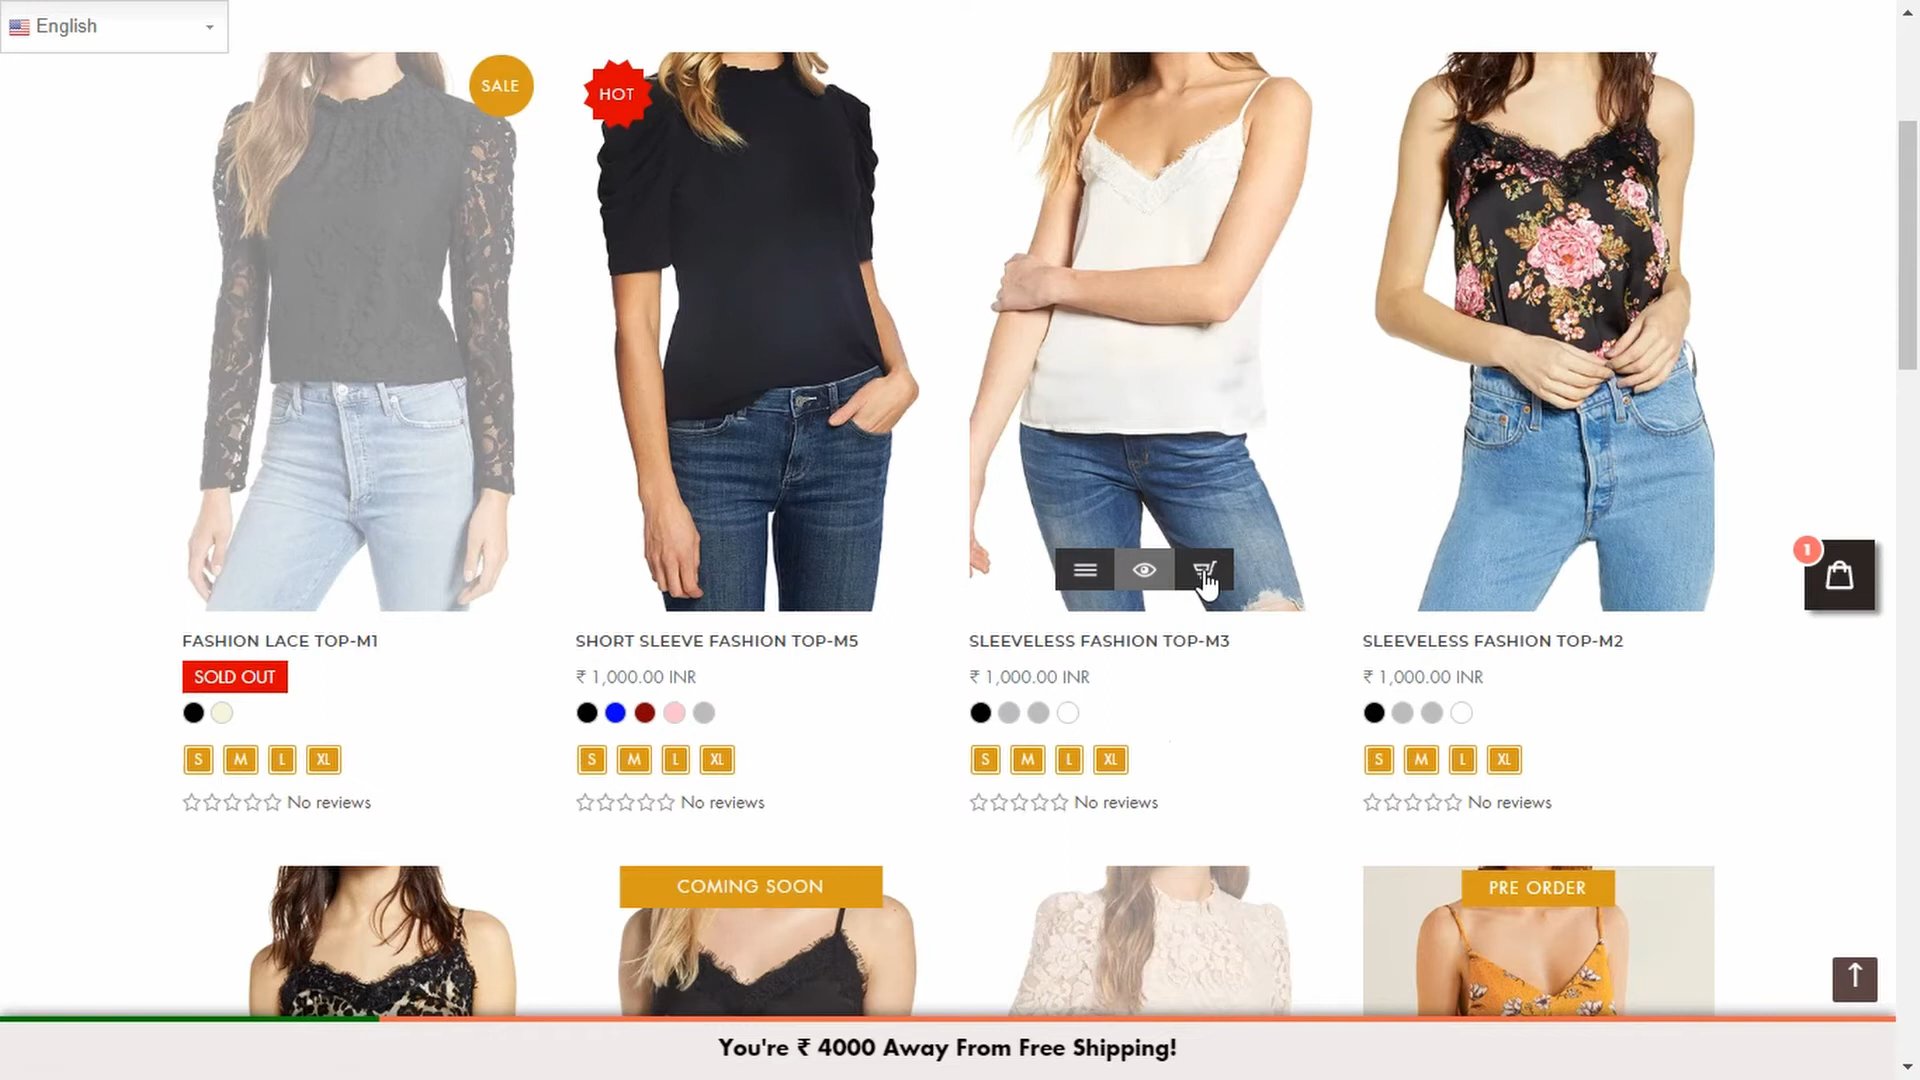 English
SALE
HOT
FASHION LACE TOP-M1
SOLD OUT
S M L XL
No reviews
SHORT SLEEVE FASHION TOP-M5
₹ 1,000.00 INR
S M L XL
No reviews
SLEEVELESS FASHION TOP-M3
₹ 1,000.00 INR
S M L XL
No reviews
SLEEVELESS FASHION TOP-M2
₹ 1,000.00 INR
S M L XL
No reviews
1
COMING SOON
PRE ORDER
You're ₹ 4000 Away From Free Shipping!